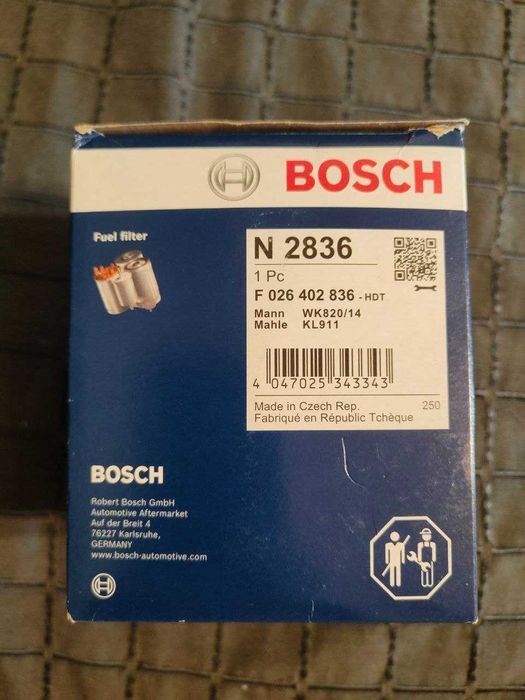 BOSCH
Fuel filter
N 2836
1 Pc
F 026 402 836 - HDT
Mann WK820/14
Mahle KL911
4 047025 343343
Made in Czech Rep. 250
Fabriqué en Républic Tchèque
BOSCH
Robert Bosch GmbH
Automotive Aftermarket
Auf der Breit 4
76227 Karlsruhe,
GERMANY
www.bosch-automotive.com